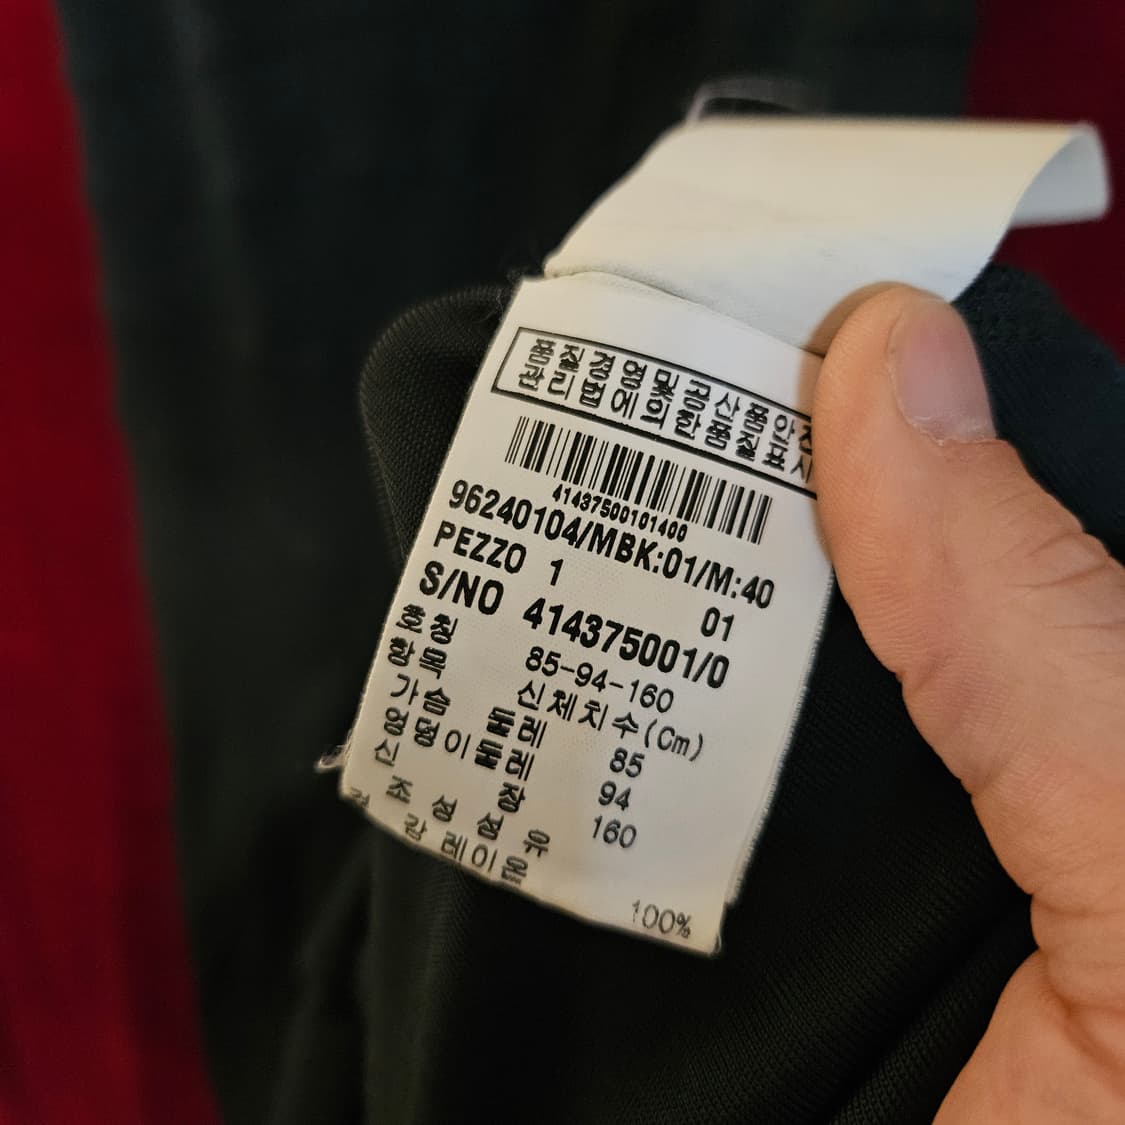 품질경영및공산품안전
관리법에의한품질표시
41437500101400
96240104/MBK:01/M:40
PEZZO 1 01
S/NO 414375001/0
호칭 85-94-160
항목 신체치수(Cm)
가슴 둘레 85
엉덩이둘레 94
신 장 160
조성섬유
겉감 레이온 100%